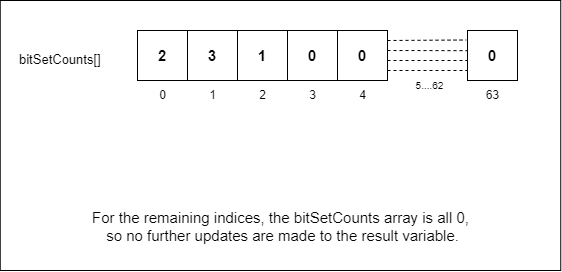 bitSetCounts[] 2 3 1 0 0 0
0 1 2 3 4 5....62 63
For the remaining indices, the bitSetCounts array is all 0,
so no further updates are made to the result variable.